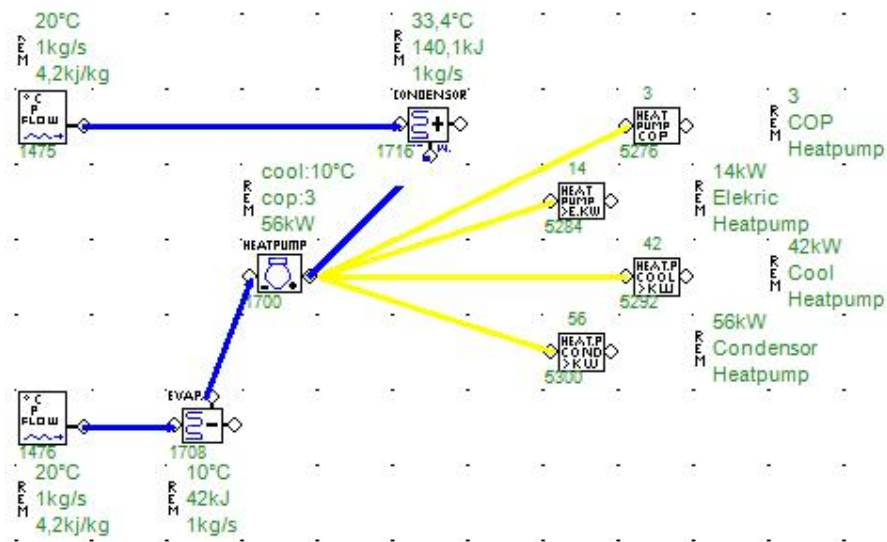 20°C
REM
1kg/s
4,2kj/kg
°C
P
FLOW
1475
33,4°C
REM
140,1kJ
1kg/s
CONDENSOR
+
1716
W.
3
HEAT
PUMP
COP
5276
3
REM
COP
Heatpump
14
HEAT
PUMP
>E.KW
5284
14kW
REM
Elekric
Heatpump
cool:10°C
REM
cop:3
56kW
HEATPUMP
1700
42
HEAT.P
COOL
>KW
5292
42kW
REM
Cool
Heatpump
56
HEAT.P
COND
>KW
5300
56kW
REM
Condensor
Heatpump
°C
P
FLOW
1476
EVAP.
-
1708
20°C
REM
1kg/s
4,2kj/kg
10°C
REM
42kJ
1kg/s